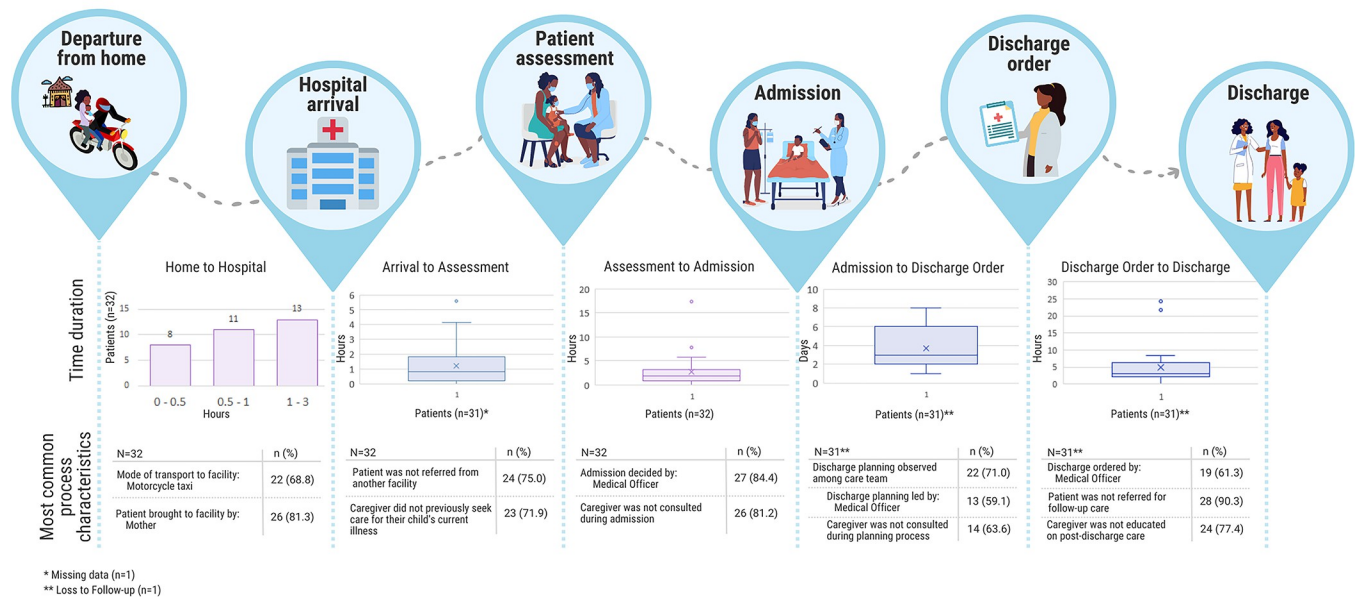 Departure
from home
Hospital
arrival
Patient
assessment
Admission
Discharge
order
Discharge
Time duration
Home to Hospital
Patients (n=32)
15
10
5
0
8
11
13
0 - 0.5
0.5 - 1
1 - 3
Hours
Arrival to Assessment
Hours
6
5
4
3
2
1
0
1
Patients (n=31)*
Assessment to Admission
Hours
20
15
10
5
0
1
Patients (n=32)
Admission to Discharge Order
Days
10
8
6
4
2
0
1
Patients (n=31)**
Discharge Order to Discharge
Hours
30
25
20
15
10
5
0
1
Patients (n=31)**
Most common
process
characteristics
N=32 n (%)
Mode of transport to facility:
Motorcycle taxi 22 (68.8)
Patient brought to facility by:
Mother 26 (81.3)
N=32 n (%)
Patient was not referred from
another facility 24 (75.0)
Caregiver did not previously seek
care for their child's current 23 (71.9)
illness
N=32 n (%)
Admission decided by:
Medical Officer 27 (84.4)
Caregiver was not consulted
during admission 26 (81.2)
N=31** n (%)
Discharge planning observed
among care team 22 (71.0)
Discharge planning led by:
Medical Officer 13 (59.1)
Caregiver was not consulted
during planning process 14 (63.6)
N=31** n (%)
Discharge ordered by:
Medical Officer 19 (61.3)
Patient was not referred for
follow-up care 28 (90.3)
Caregiver was not educated
on post-discharge care 24 (77.4)
* Missing data (n=1)
** Loss to Follow-up (n=1)